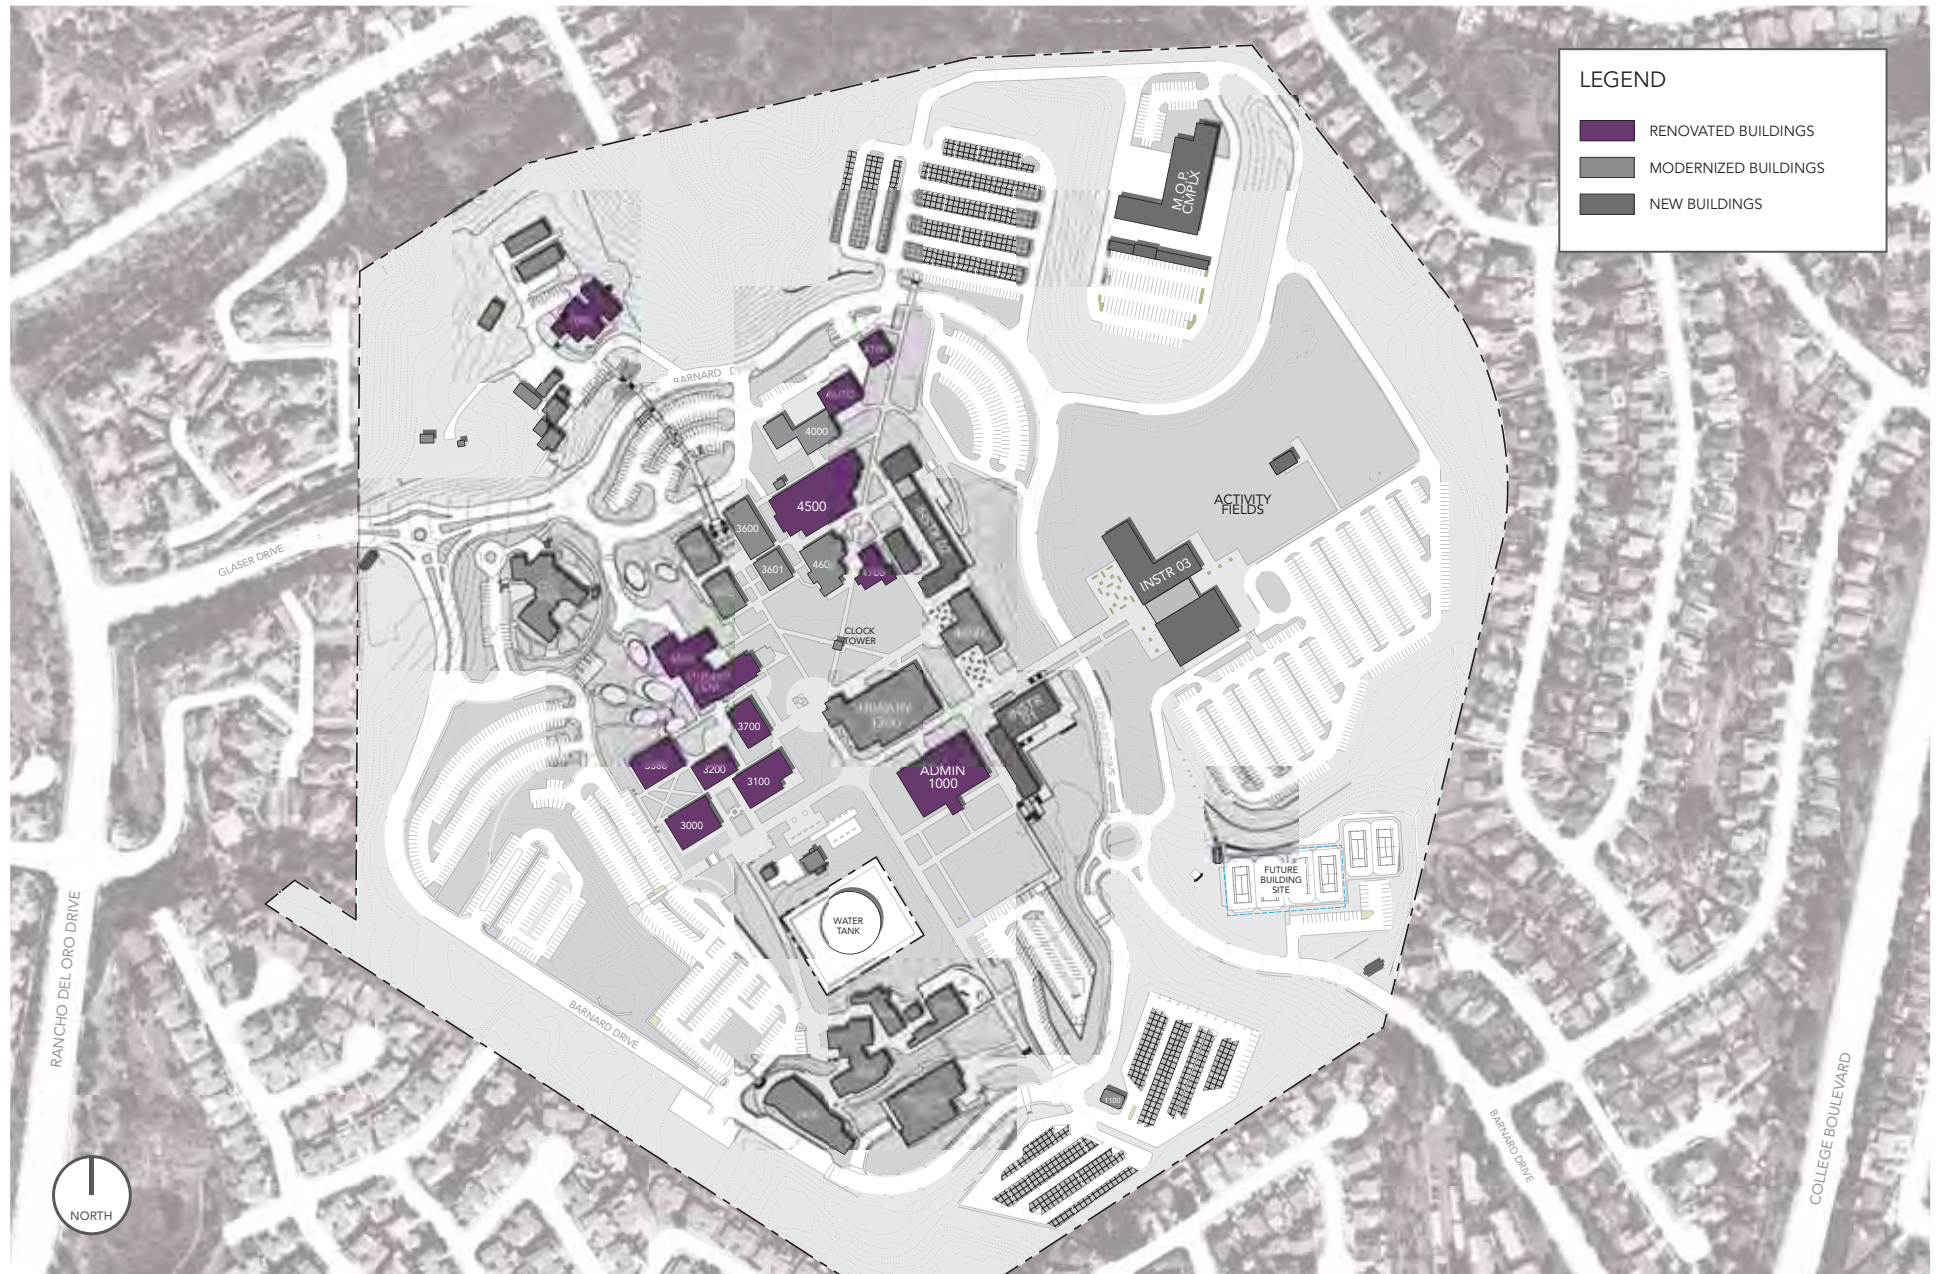 LEGEND
RENOVATED BUILDINGS
MODERNIZED BUILDINGS
NEW BUILDINGS
M.O.P.
CMPLX
BARNARD
AUTO
4000
4500
ACTIVITY
FIELDS
3600
3601
GLASER DRIVE
INSTR 03
CLOCK
TOWER
LIBRARY
3700
3200
3100
ADMIN
1000
3000
FUTURE
BUILDING
SITE
WATER
TANK
RANCHO DEL ORO DRIVE
BARNARD DRIVE
1100
BARNARD DRIVE
COLLEGE BOULEVARD
NORTH